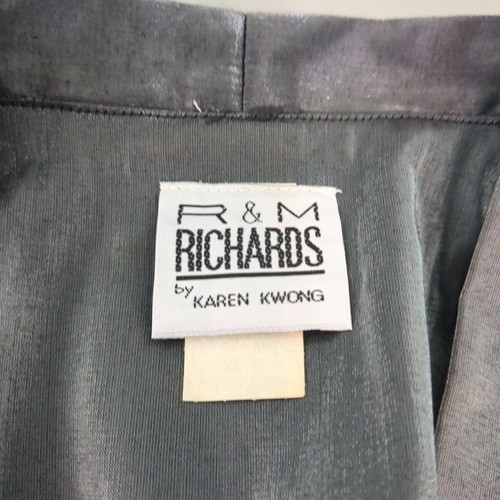 R & M
RICHARDS
by KAREN KWONG